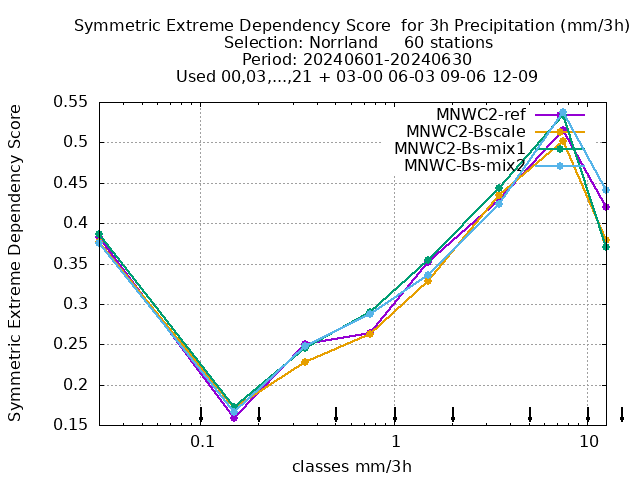 Symmetric Extreme Dependency Score  for 3h Precipitation (mm/3h)
Selection: Norrland     60 stations
Period: 20240601-20240630
Used 00,03,...,21 + 03-00 06-03 09-06 12-09
Symmetric Extreme Dependency Score
0.55
0.5
0.45
0.4
0.35
0.3
0.25
0.2
0.15
MNWC2-ref
MNWC2-Bscale
MNWC2-Bs-mix1
MNWC-Bs-mix2
0.1
1
10
classes mm/3h